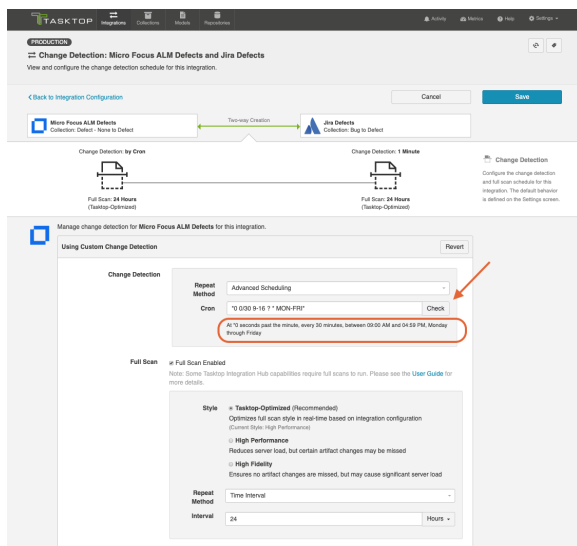 TASKTOP
Integrations
Collections
Models
Repositories
Activity
Metrics
Help
Settings
PRODUCTION
Change Detection: Micro Focus ALM Defects and Jira Defects
View and configure the change detection schedule for this integration.
Back to Integration Configuration
Cancel
Save
Micro Focus ALM Defects
Collection: Defect - None to Defect
Two-way Creation
Jira Defects
Collection: Bug to Defect
Change Detection: by Cron
Full Scan: 24 Hours
(Tasktop-Optimized)
Change Detection: 1 Minute
Full Scan: 24 Hours
(Tasktop-Optimized)
Change Detection
Configure the change detection
and full scan schedule for this
integration. The default behavior
is defined on the Settings screen.
Manage change detection for Micro Focus ALM Defects for this integration.
Using Custom Change Detection
Revert
Change Detection
Repeat
Method
Advanced Scheduling
Cron
"0 0/30 9-16 ? * MON-FRI"
Check
At "0 seconds past the minute, every 30 minutes, between 09:00 AM and 04:59 PM, Monday
through Friday
Full Scan
Full Scan Enabled
Note: Some Tasktop Integration Hub capabilities require full scans to run. Please see the User Guide for
more details.
Style
Tasktop-Optimized (Recommended)
Optimizes full scan style in real-time based on integration configuration
(Current Style: High Performance)
High Performance
Reduces server load, but certain artifact changes may be missed
High Fidelity
Ensures no artifact changes are missed, but may cause significant server load
Repeat
Method
Time Interval
Interval
24
Hours